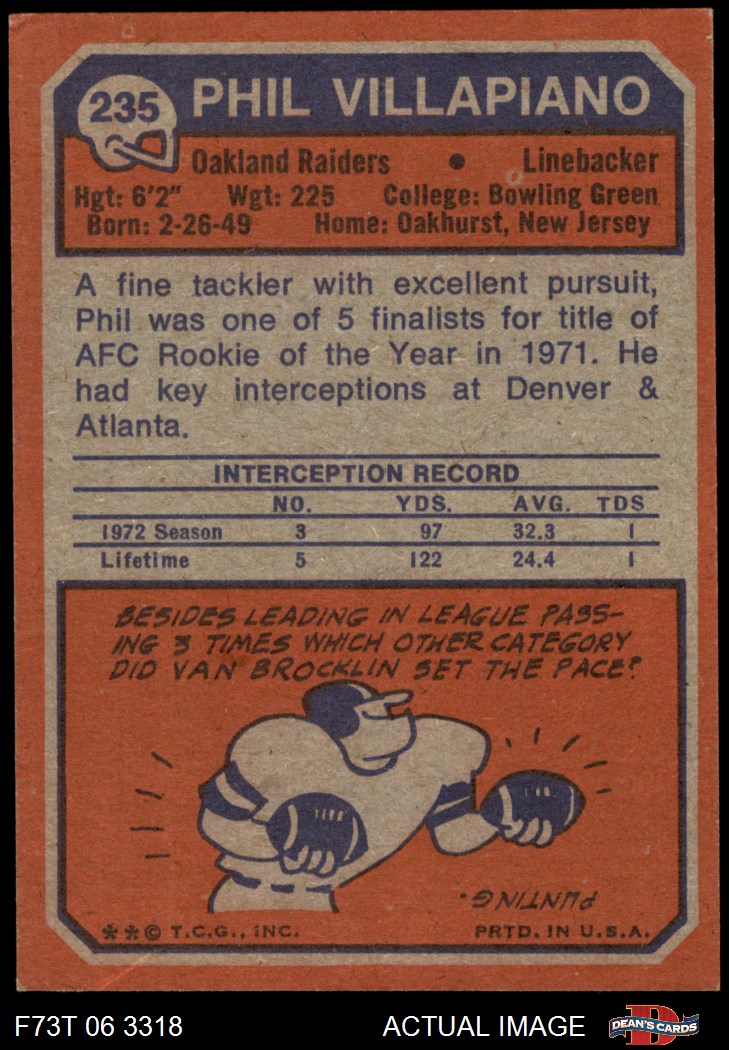 235
PHIL VILLAPIANO
Oakland Raiders • Linebacker
Hgt: 6'2" Wgt: 225 College: Bowling Green
Born: 2-26-49 Home: Oakhurst, New Jersey
A fine tackler with excellent pursuit,
Phil was one of 5 finalists for title of
AFC Rookie of the Year in 1971. He
had key interceptions at Denver &
Atlanta.
INTERCEPTION RECORD
NO. YDS. AVG. TDS
1972 Season 3 97 32.3 1
Lifetime 5 122 24.4 1
BESIDES LEADING IN LEAGUE PASS-
ING 3 TIMES WHICH OTHER CATEGORY
DID VAN BROCKLIN SET THE PACE?
PUNTING.
**© T.C.G., INC. PRTD. IN U.S.A.
F73T 06 3318 ACTUAL IMAGE DEAN'S CARDS